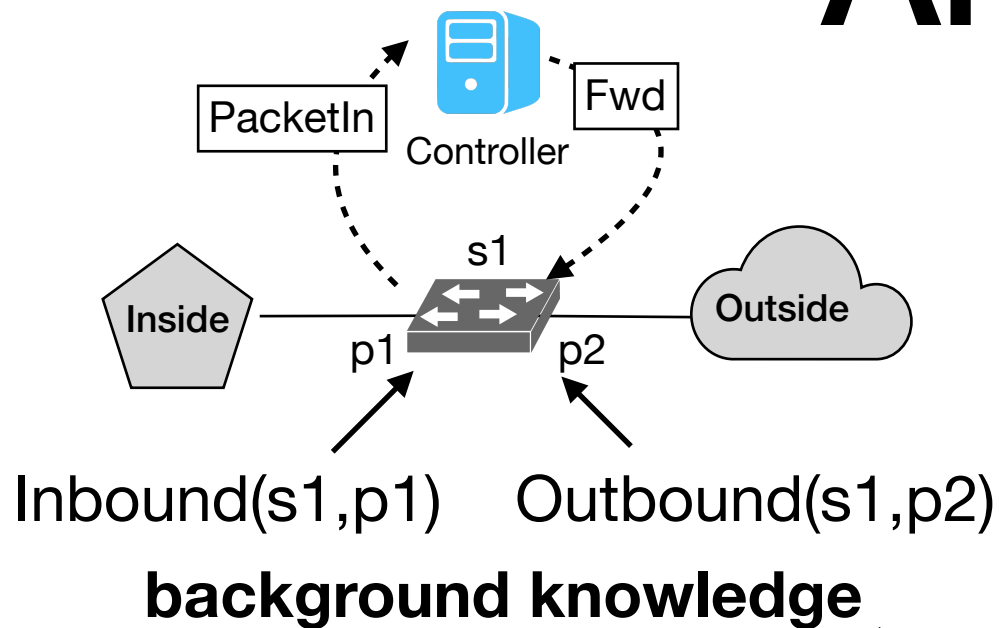 PacketIn
Fwd
Controller
s1
Inside
Outside
p1
p2
Inbound(s1,p1) Outbound(s1,p2)
background knowledge